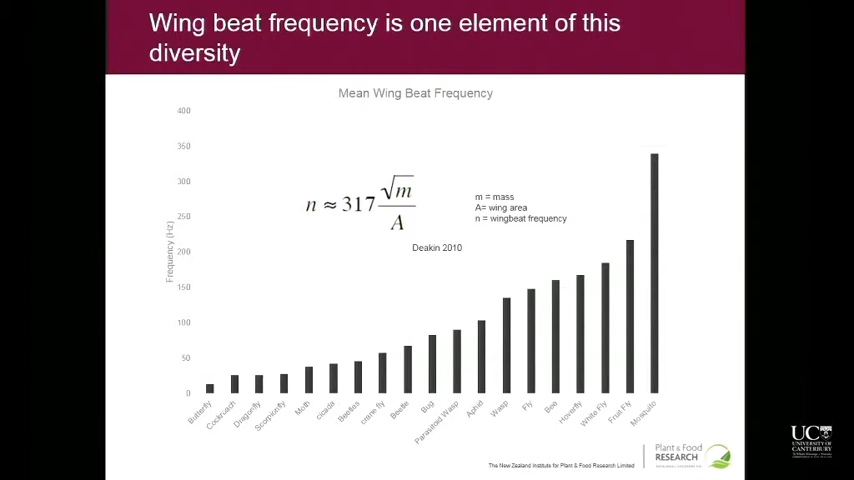 Wing beat frequency is one element of this
diversity
Mean Wing Beat Frequency
400
350
300
250
200
150
100
50
0
Frequency (Hz)
n ≈ 317 √m / A
m = mass
A= wing area
n = wingbeat frequency
Deakin 2010
Butterfly
Cockroach
Dragonfly
Scorpionfly
Moth
cicada
Beetles
crane fly
Beetle
Bug
Parasitoid Wasp
Aphid
Wasp
Fly
Bee
Hoverfly
White Fly
Fruit Fly
Mosquito
The New Zealand Institute for Plant & Food Research Limited
Plant & Food
RESEARCH
UC
UNIVERSITY OF
CANTERBURY